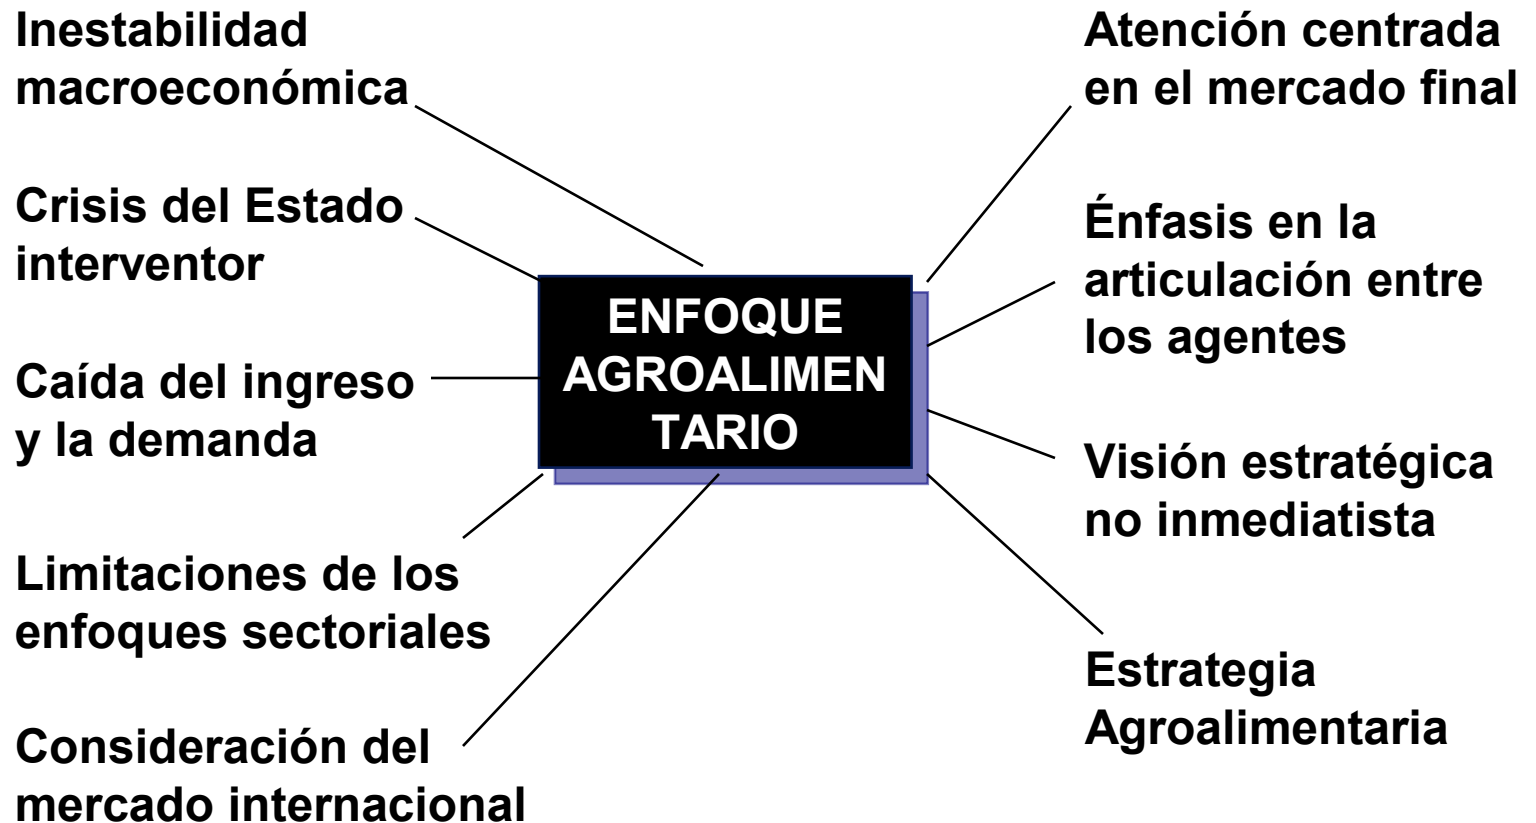 Inestabilidad
macroeconómica
Crisis del Estado
interventor
Caída del ingreso
y la demanda
Limitaciones de los
enfoques sectoriales
Consideración del
mercado internacional
ENFOQUE
AGROALIMEN
TARIO
Atención centrada
en el mercado final
Énfasis en la
articulación entre
los agentes
Visión estratégica
no inmediatista
Estrategia
Agroalimentaria